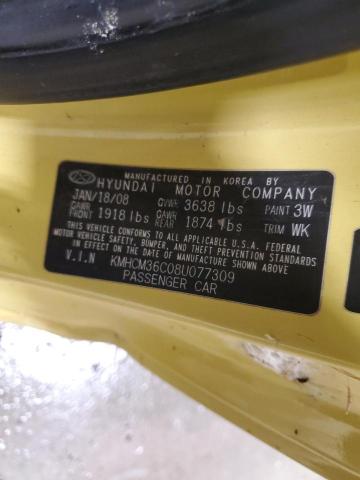 MANUFACTURED IN KOREA BY
HYUNDAI MOTOR COMPANY
JAN/18/08 GVWR 3638 lbs PAINT 3W
GAWR FRONT 1918 lbs GAWR REAR 1874 lbs TRIM WK
THIS VEHICLE CONFORMS TO ALL APPLICABLE U.S.A. FEDERAL
MOTOR VEHICLE SAFETY, BUMPER, AND THEFT PREVENTION
STANDARDS IN EFFECT ON THE DATE OF MANUFACTURE SHOWN ABOVE.
V.I.N KMHCM36C08U077309
PASSENGER CAR